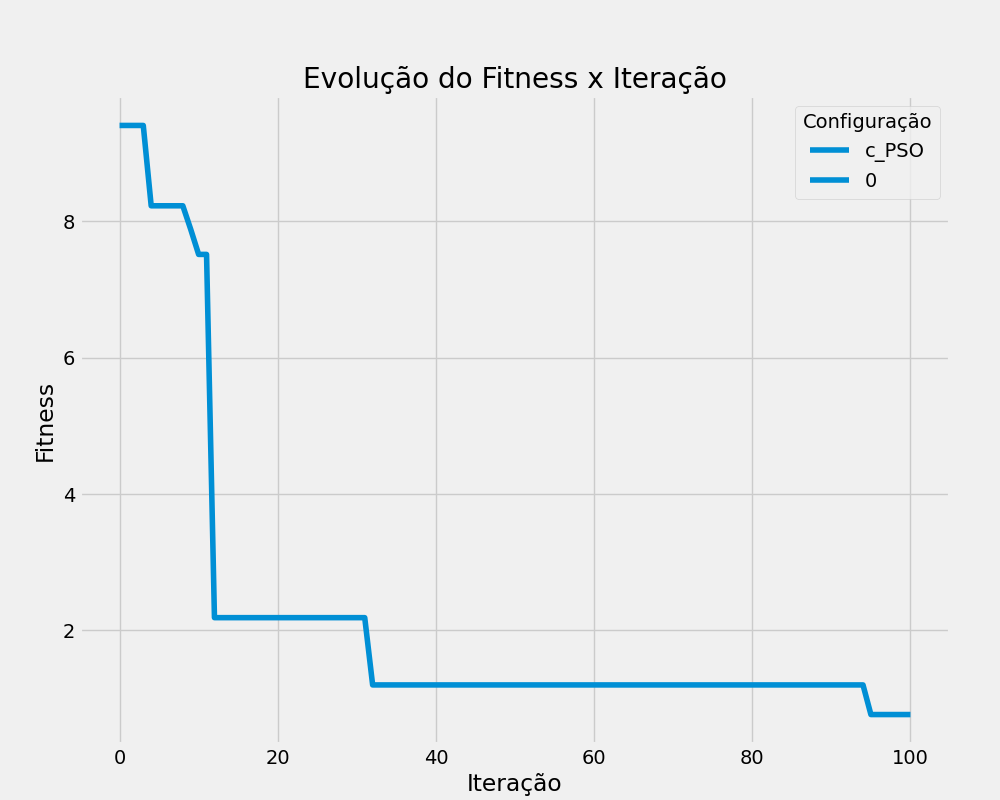 Evolução do Fitness x Iteração
Configuração
c_PSO
0
Fitness
8
6
4
2
0 20 40 60 80 100
Iteração